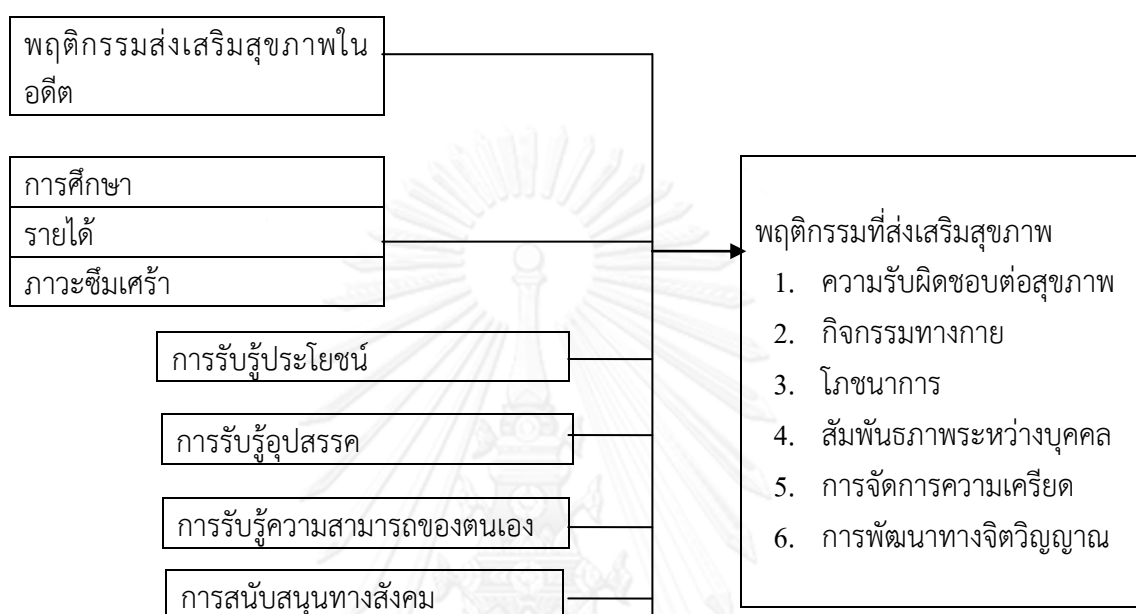 พฤติกรรมส่งเสริมสุขภาพใน
อดีต
การศึกษา
รายได้
ภาวะซึมเศร้า
การรับรู้ประโยชน์
การรับรู้อุปสรรค
การรับรู้ความสามารถของตนเอง
การสนับสนุนทางสังคม
พฤติกรรมที่ส่งเสริมสุขภาพ
1. ความรับผิดชอบต่อสุขภาพ
2. กิจกรรมทางกาย
3. โภชนาการ
4. สัมพันธภาพระหว่างบุคคล
5. การจัดการความเครียด
6. การพัฒนาทางจิตวิญญาณ